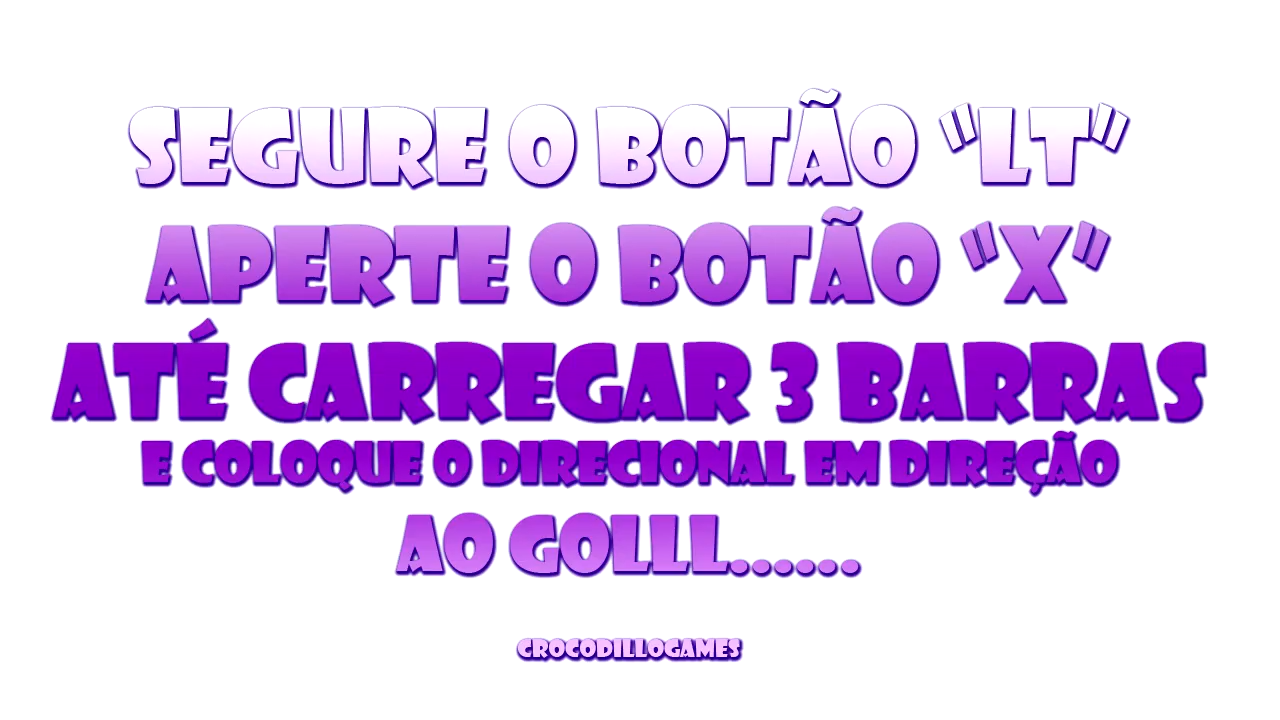 SEGURE O BOTÃO "LT"
APERTE O BOTÃO "X"
ATÉ CARREGAR 3 BARRAS
E COLOQUE O DIRECIONAL EM DIREÇÃO
AO GOLLL......
CROCODILLOGAMES